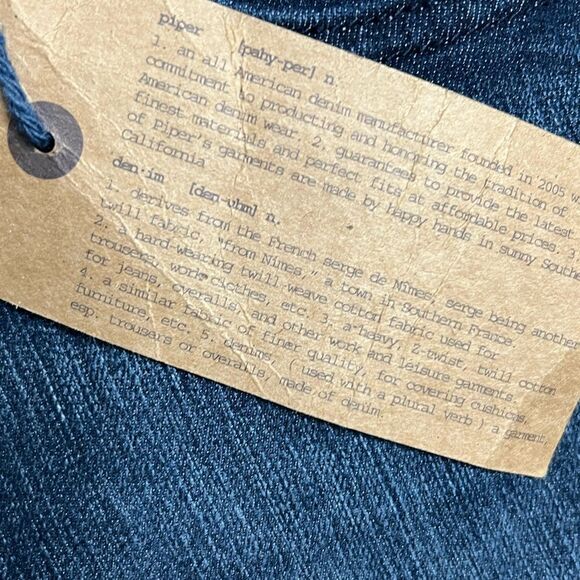 piper [pahy-per] n.
1. an all American denim manufacturer founded in 2005 w
commitment to producting and honoring the tradition of
American denim wear 2. guarantees to provide the latest
finest materials and perfect fits at affordable prices. 3.
of piper's garments are made by happy hands in sunny South
California
den·im [den-uhm] n.
1. derives from the French serge de Nîmes, serge being another
twill fabric, "from Nîmes," a town in Southern France.
2. a hard-wearing twill weave cotton fabric used for
trousers, work clothes, etc. 3. a heavy, Z-twist, twill cotton
for jeans, overalls, and other work and leisure garments.
4. a similar fabric of finer quality, for covering cushions,
furniture, etc. 5. denims, ( used with a plural verb ) a garment,
esp. trousers or overalls, made of denim